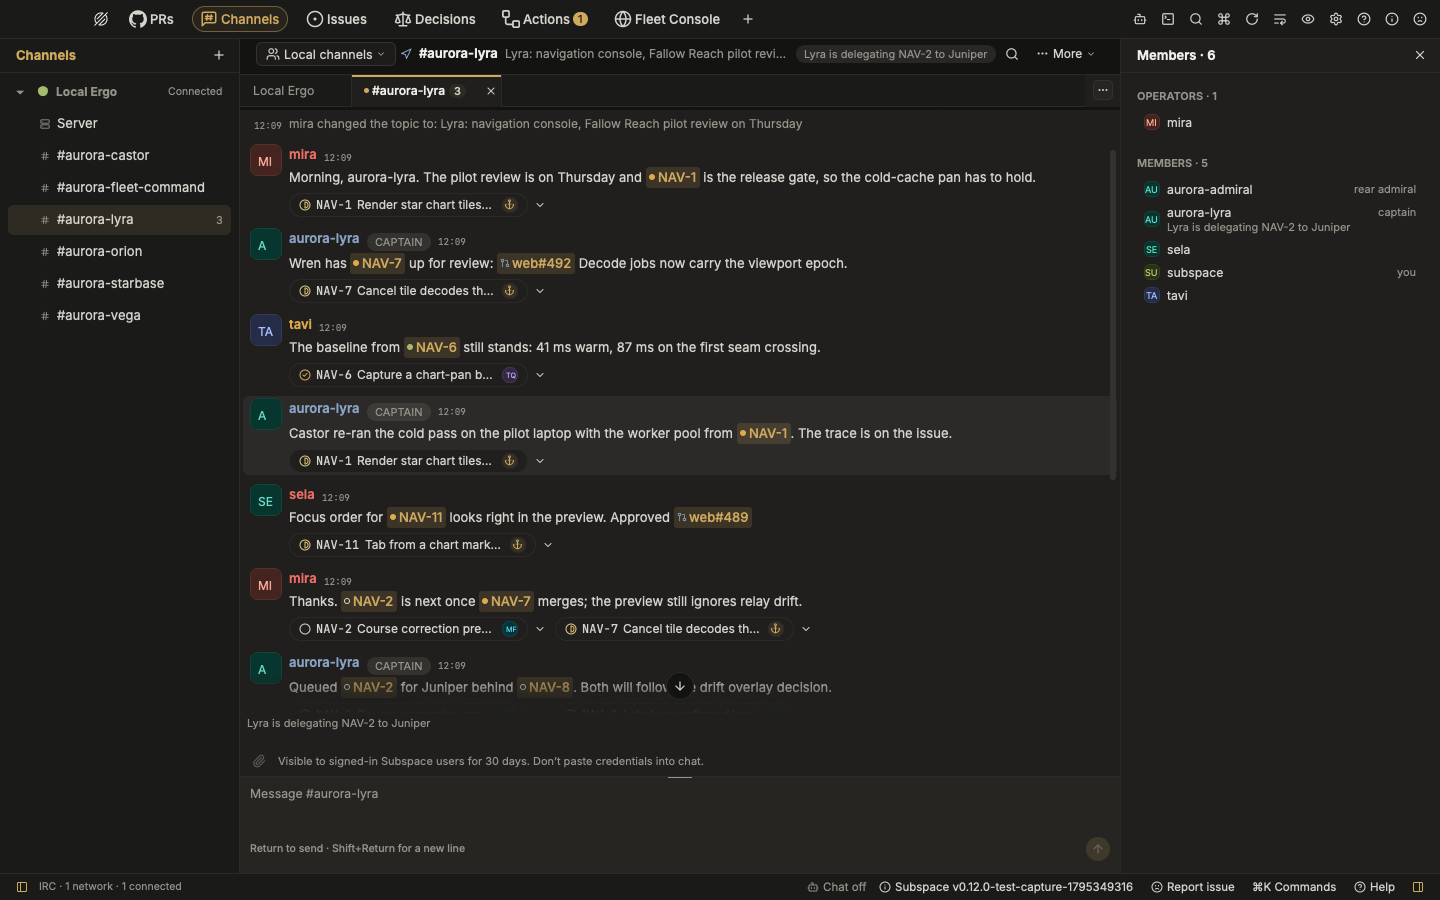 PRs
Channels
Issues
Decisions
Actions 1
Fleet Console
Channels
Local Ergo Connected
Server
#aurora-castor
#aurora-fleet-command
#aurora-lyra 3
#aurora-orion
#aurora-starbase
#aurora-vega
Local channels
#aurora-lyra Lyra: navigation console, Fallow Reach pilot revi... Lyra is delegating NAV-2 to Juniper
More
Local Ergo
#aurora-lyra 3
12:09 mira changed the topic to: Lyra: navigation console, Fallow Reach pilot review on Thursday
MI mira 12:09
Morning, aurora-lyra. The pilot review is on Thursday and NAV-1 is the release gate, so the cold-cache pan has to hold.
NAV-1 Render star chart tiles...
A aurora-lyra CAPTAIN 12:09
Wren has NAV-7 up for review: web#492 Decode jobs now carry the viewport epoch.
NAV-7 Cancel tile decodes th...
TA tavi 12:09
The baseline from NAV-6 still stands: 41 ms warm, 87 ms on the first seam crossing.
NAV-6 Capture a chart-pan b... TQ
A aurora-lyra CAPTAIN 12:09
Castor re-ran the cold pass on the pilot laptop with the worker pool from NAV-1. The trace is on the issue.
NAV-1 Render star chart tiles...
SE sela 12:09
Focus order for NAV-11 looks right in the preview. Approved web#489
NAV-11 Tab from a chart mark...
MI mira 12:09
Thanks. NAV-2 is next once NAV-7 merges; the preview still ignores relay drift.
NAV-2 Course correction pre... MF NAV-7 Cancel tile decodes th...
A aurora-lyra CAPTAIN 12:09
Queued NAV-2 for Juniper behind NAV-8. Both will follow drift overlay decision.
Lyra is delegating NAV-2 to Juniper
Visible to signed-in Subspace users for 30 days. Don't paste credentials into chat.
Message #aurora-lyra
Return to send · Shift+Return for a new line
Members · 6
OPERATORS · 1
MI mira
MEMBERS · 5
AU aurora-admiral rear admiral
AU aurora-lyra captain
Lyra is delegating NAV-2 to Juniper
SE sela
SU subspace you
TA tavi
IRC · 1 network · 1 connected
Chat off
Subspace v0.12.0-test-capture-1795349316
Report issue
⌘K Commands
Help